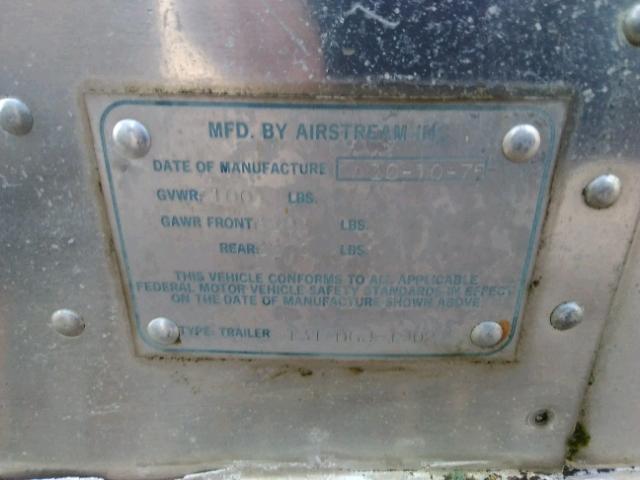 MFD. BY AIRSTREAM INC.
DATE OF MANUFACTURE
GVWR: LBS.
GAWR FRONT: LBS.
REAR: LBS.
THIS VEHICLE CONFORMS TO ALL APPLICABLE
FEDERAL MOTOR VEHICLE SAFETY STANDARDS IN EFFECT
ON THE DATE OF MANUFACTURE SHOWN ABOVE
TYPE: TRAILER